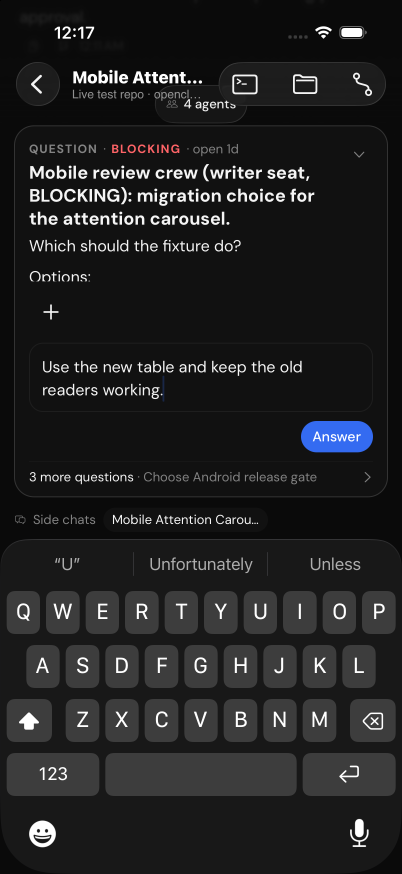 12:17
Mobile Attent...
Live test repo · opencl...
4 agents
QUESTION · BLOCKING · open 1d
Mobile review crew (writer seat,
BLOCKING): migration choice for
the attention carousel.
Which should the fixture do?
Options:
Use the new table and keep the old
readers working.
Answer
3 more questions · Choose Android release gate
Side chats Mobile Attention Carou...
“U” Unfortunately Unless
Q W E R T Y U I O P
A S D F G H J K L
Z X C V B N M
123